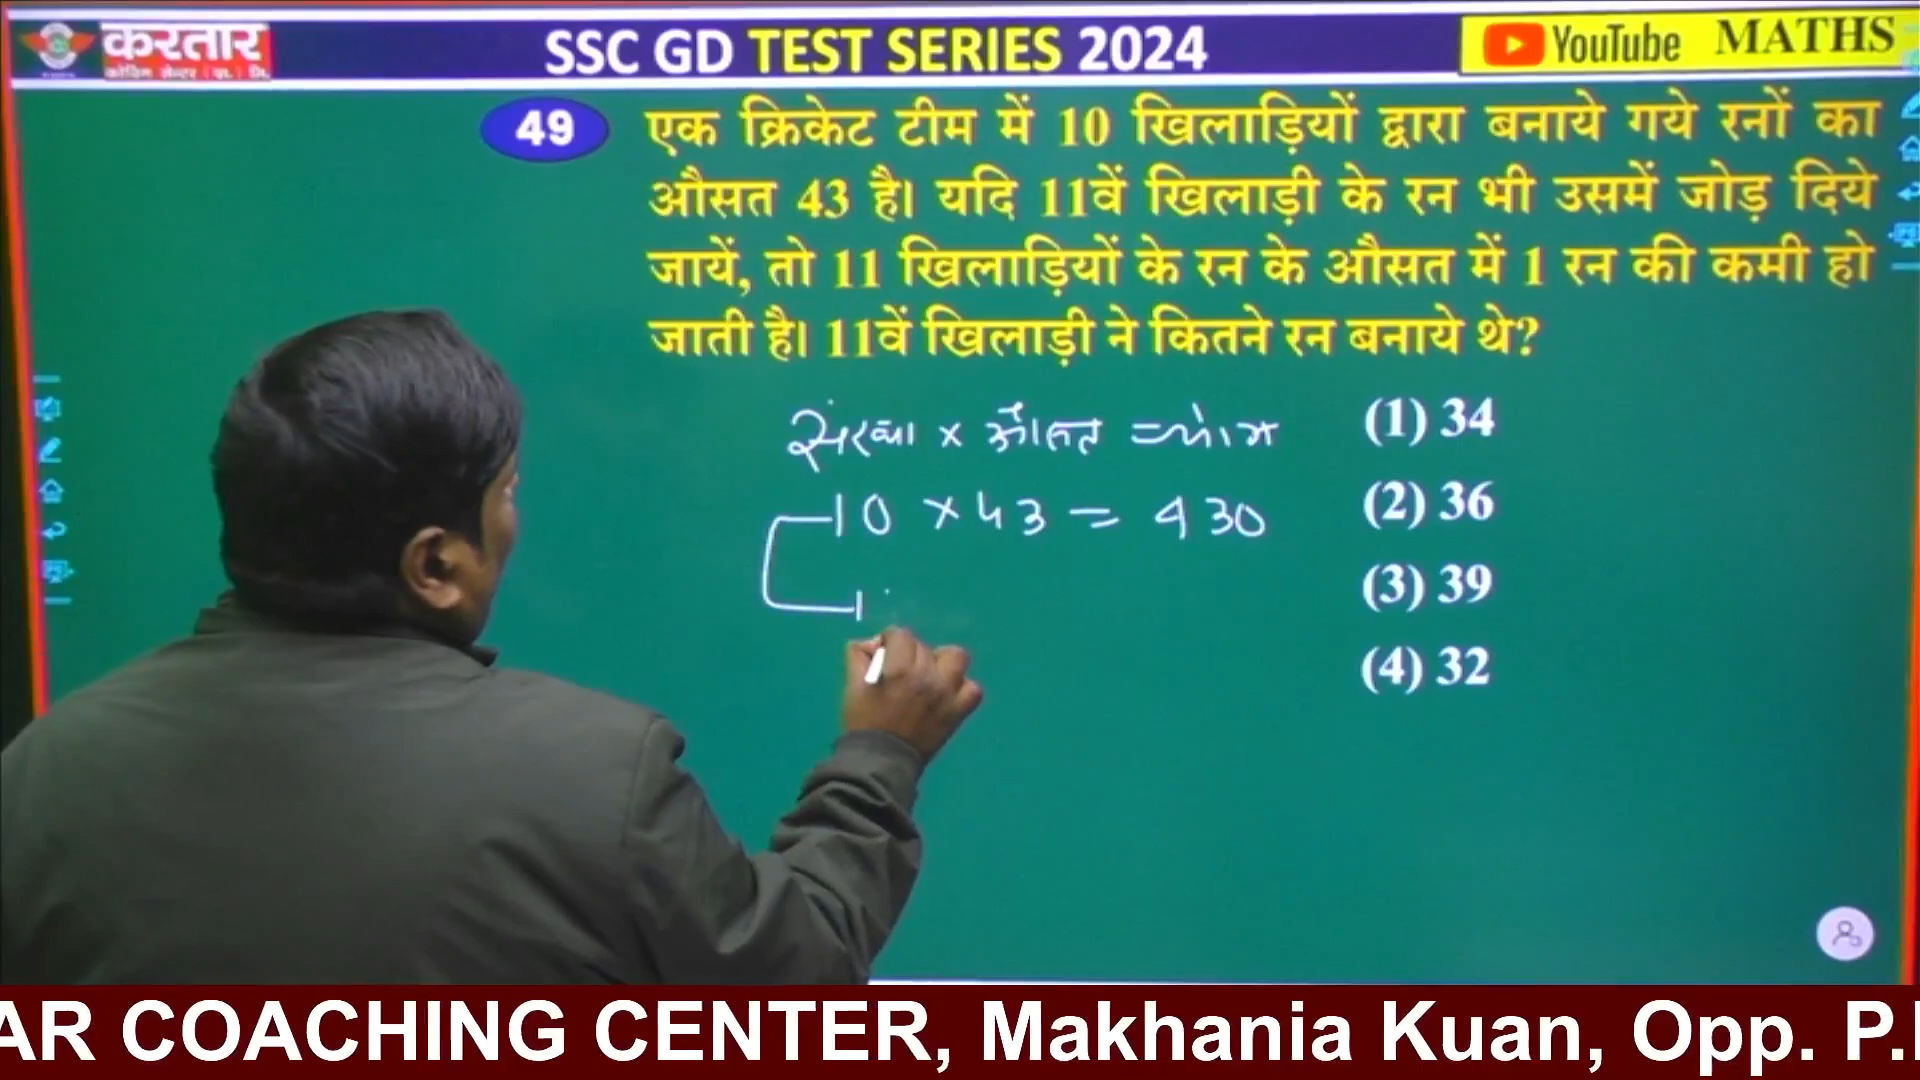 करतार
कोचिंग सेन्टर (प्रा.) लि.
SSC GD TEST SERIES 2024
YouTube MATHS
49
एक क्रिकेट टीम में 10 खिलाड़ियों द्वारा बनाये गये रनों का
औसत 43 है। यदि 11वें खिलाड़ी के रन भी उसमें जोड़ दिये
जायें, तो 11 खिलाड़ियों के रन के औसत में 1 रन की कमी हो
जाती है। 11वें खिलाड़ी ने कितने रन बनाये थे?
संख्या × औसत = योग
10 × 43 = 430
1
(1) 34
(2) 36
(3) 39
(4) 32
AR COACHING CENTER, Makhania Kuan, Opp. P.